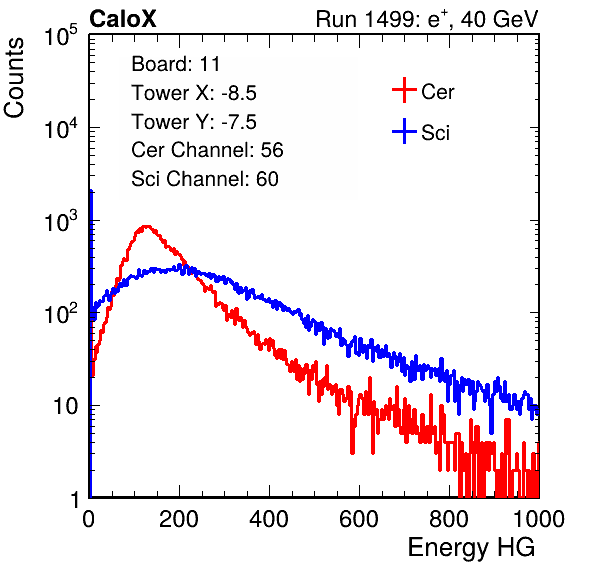 CaloX Run 1499: e⁺, 40 GeV
Board: 11
Tower X: -8.5
Tower Y: -7.5
Cer Channel: 56
Sci Channel: 60
Cer
Sci
Counts
10⁵
10⁴
10³
10²
10
1
0 200 400 600 800 1000
Energy HG